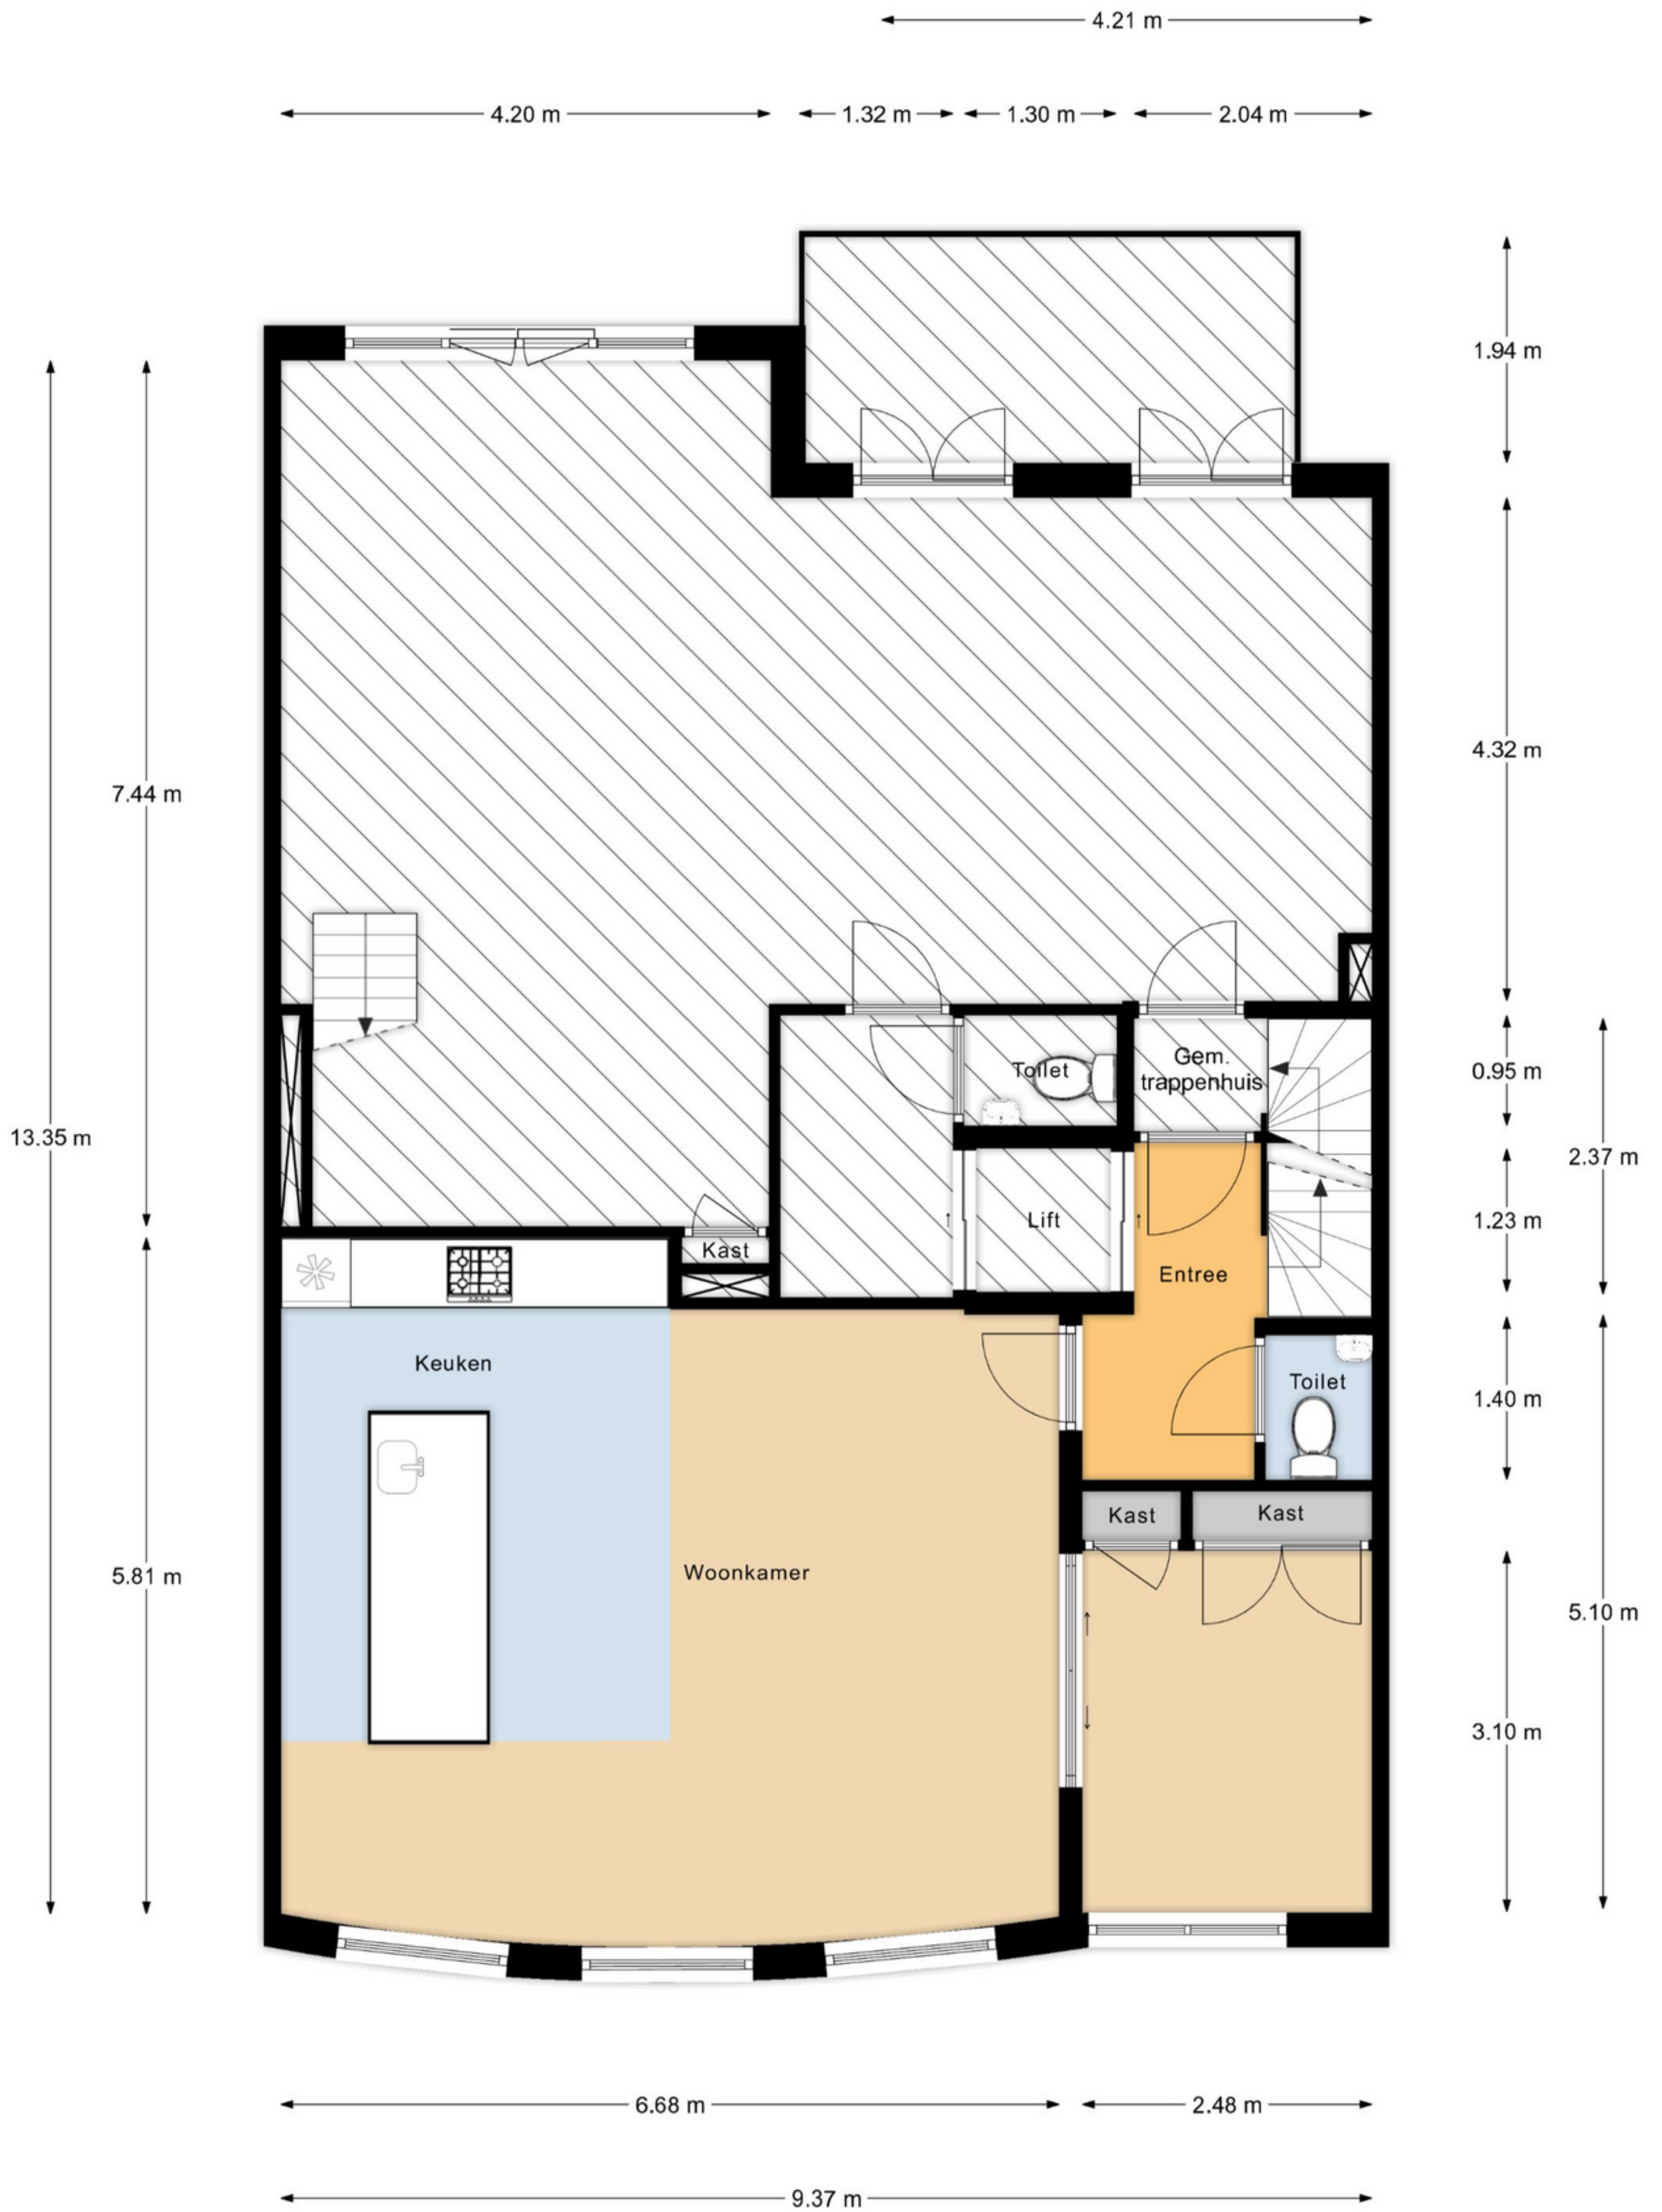 4.21 m
4.20 m
1.32 m
1.30 m
2.04 m
1.94 m
4.32 m
7.44 m
Toilet
Gem.
trappenhuis
0.95 m
13.35 m
2.37 m
Lift
1.23 m
Kast
Entree
Keuken
Toilet
1.40 m
Kast
Kast
Woonkamer
5.81 m
5.10 m
3.10 m
6.68 m
2.48 m
9.37 m